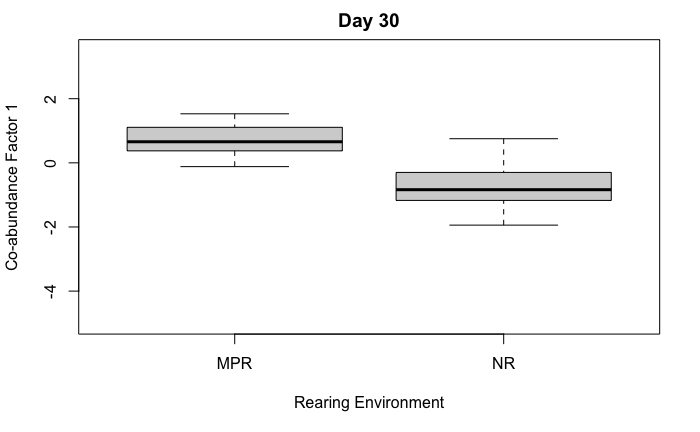 Day 30
Co-abundance Factor 1
2
0
-2
-4
MPR NR
Rearing Environment